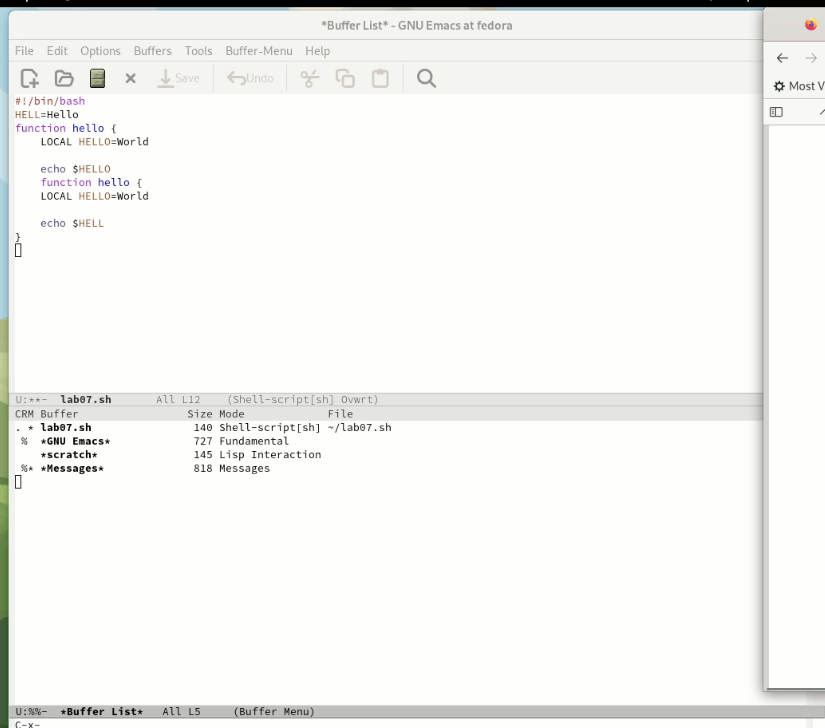 *Buffer List* - GNU Emacs at fedora
File Edit Options Buffers Tools Buffer-Menu Help
Save Undo
Most V
#!/bin/bash
HELL=Hello
function hello {
    LOCAL HELLO=World
    echo $HELLO
    function hello {
    LOCAL HELLO=World
    echo $HELL
}
U:**-  lab07.sh       All L12    (Shell-script[sh] Ovwrt)
CRM Buffer                Size Mode             File
. * lab07.sh               140 Shell-script[sh] ~/lab07.sh
 %  *GNU Emacs*            727 Fundamental
    *scratch*              145 Lisp Interaction
 %* *Messages*             818 Messages
U:%%-  *Buffer List*   All L5     (Buffer Menu)
C-x-